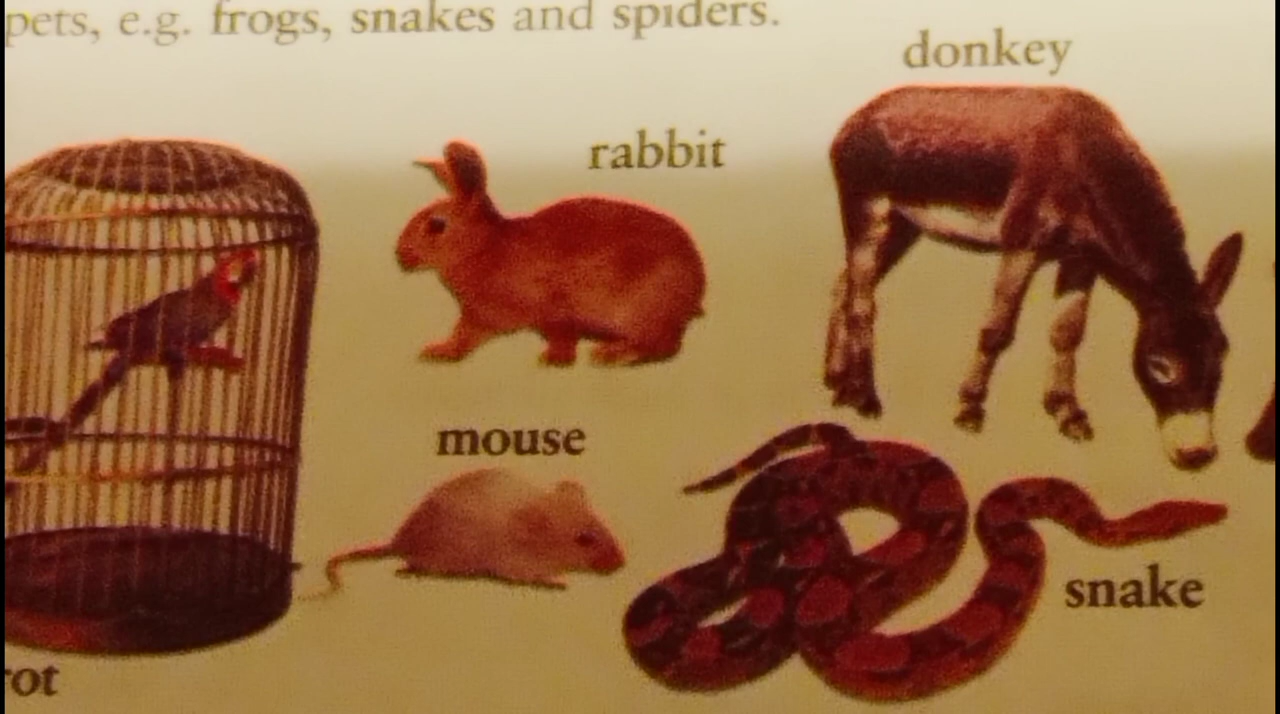 pets, e.g. frogs, snakes and spiders.
donkey
rabbit
mouse
snake
rot